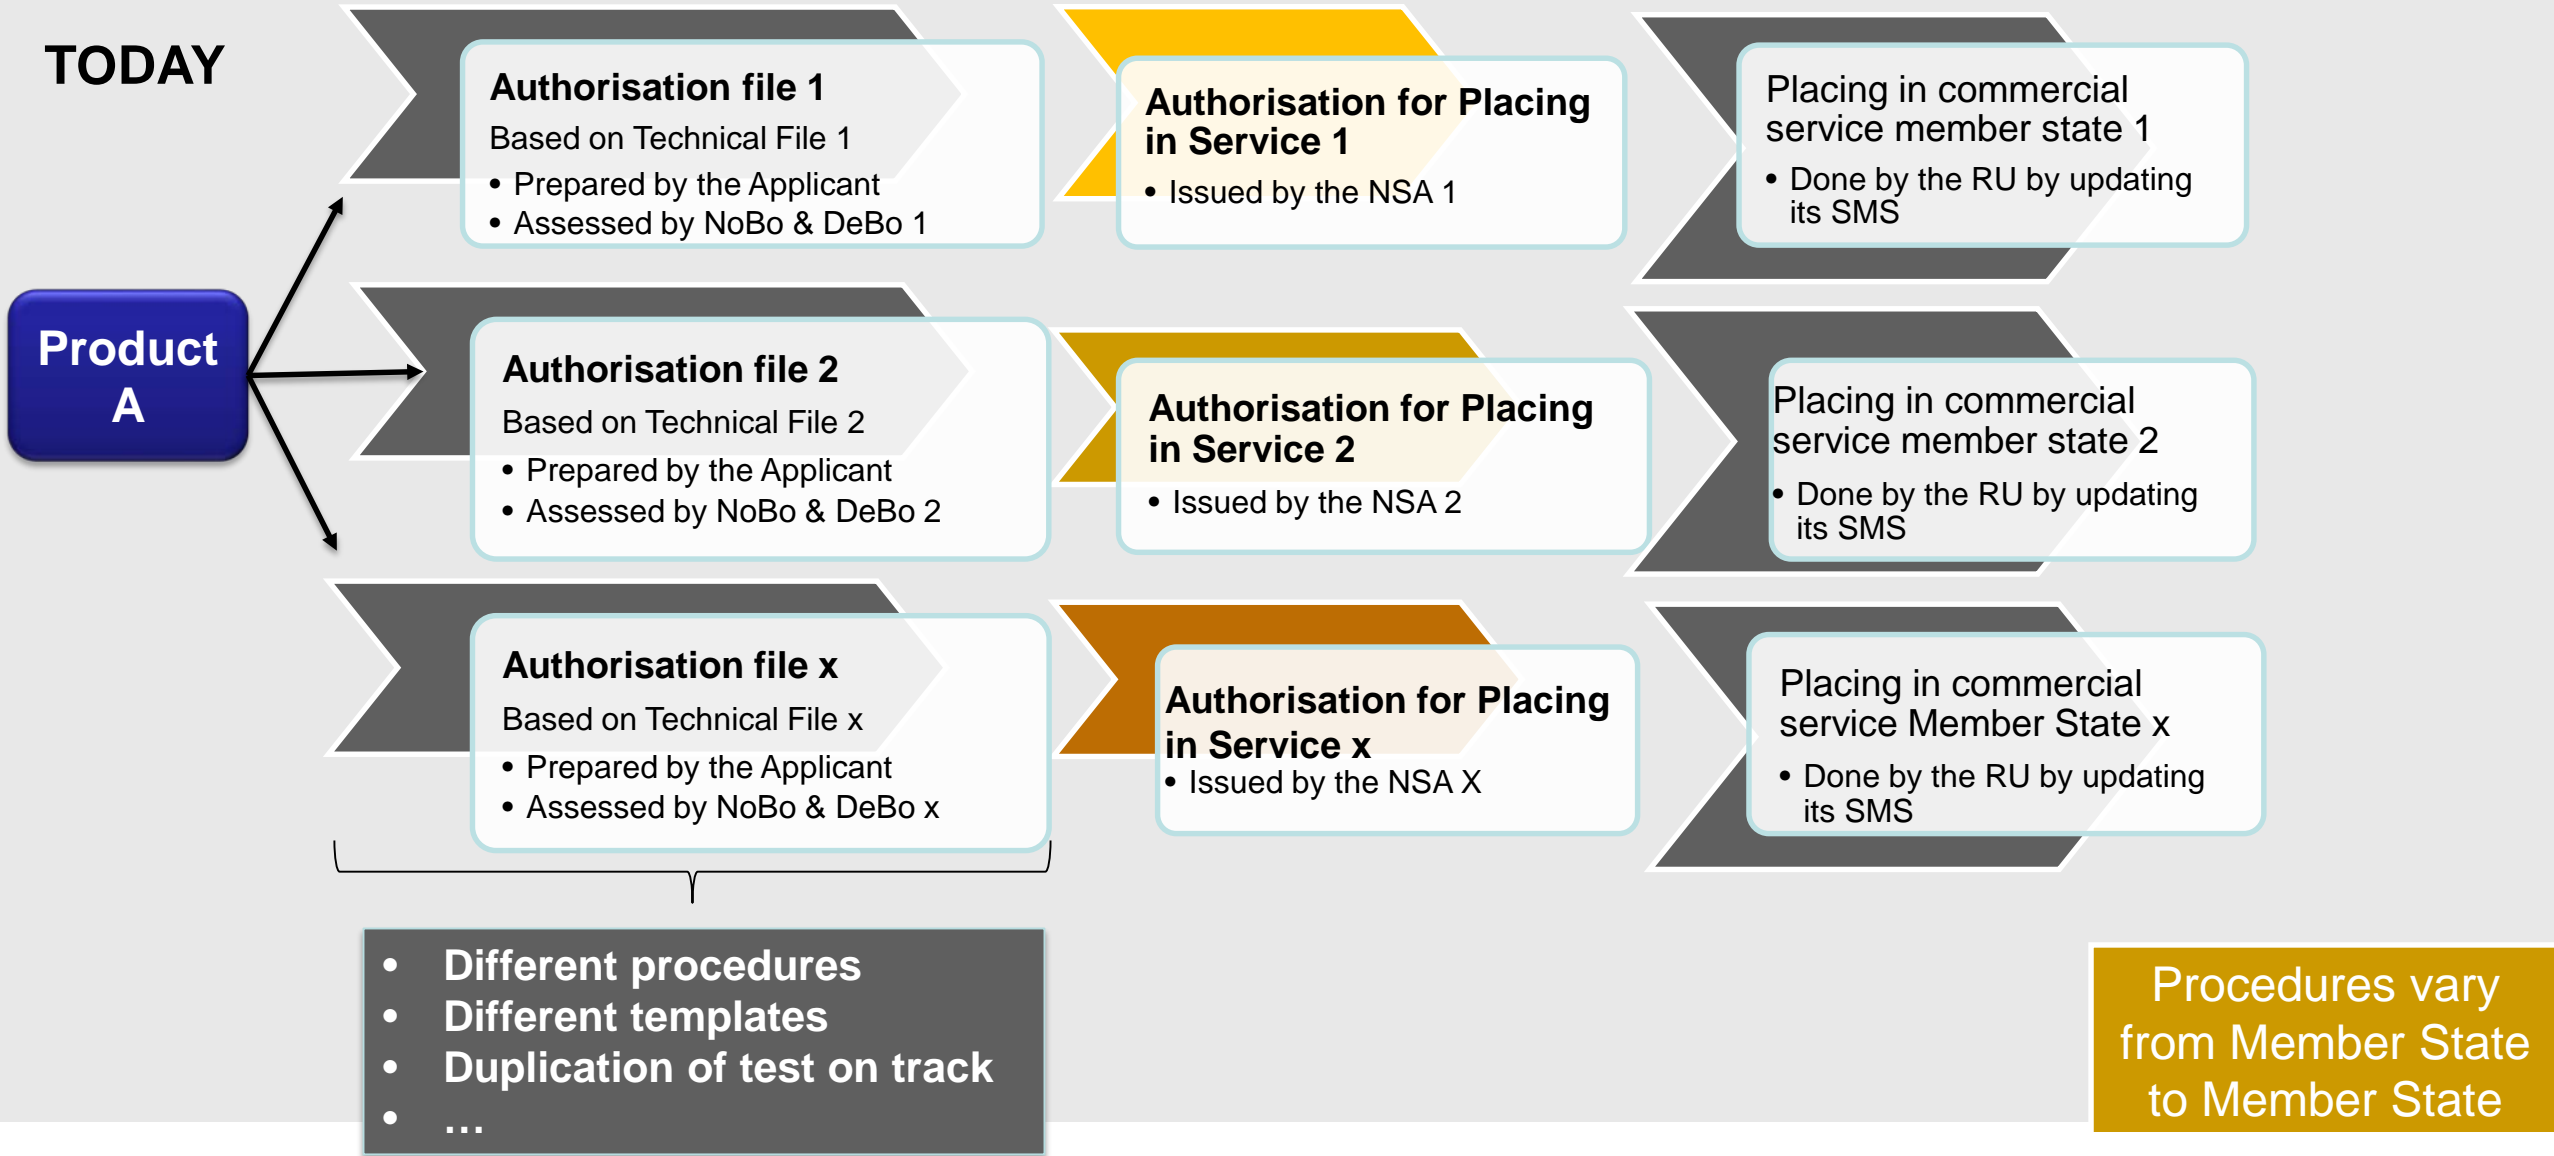 TODAY
Product
A
Authorisation file 1
Based on Technical File 1
• Prepared by the Applicant
• Assessed by NoBo & DeBo 1
Authorisation for Placing
in Service 1
• Issued by the NSA 1
Placing in commercial
service member state 1
• Done by the RU by updating
its SMS
Authorisation file 2
Based on Technical File 2
• Prepared by the Applicant
• Assessed by NoBo & DeBo 2
Authorisation for Placing
in Service 2
• Issued by the NSA 2
Placing in commercial
service member state 2
• Done by the RU by updating
its SMS
Authorisation file x
Based on Technical File x
• Prepared by the Applicant
• Assessed by NoBo & DeBo x
Authorisation for Placing
in Service x
• Issued by the NSA X
Placing in commercial
service Member State x
• Done by the RU by updating
its SMS
• Different procedures
• Different templates
• Duplication of test on track
• ...
Procedures vary
from Member State
to Member State